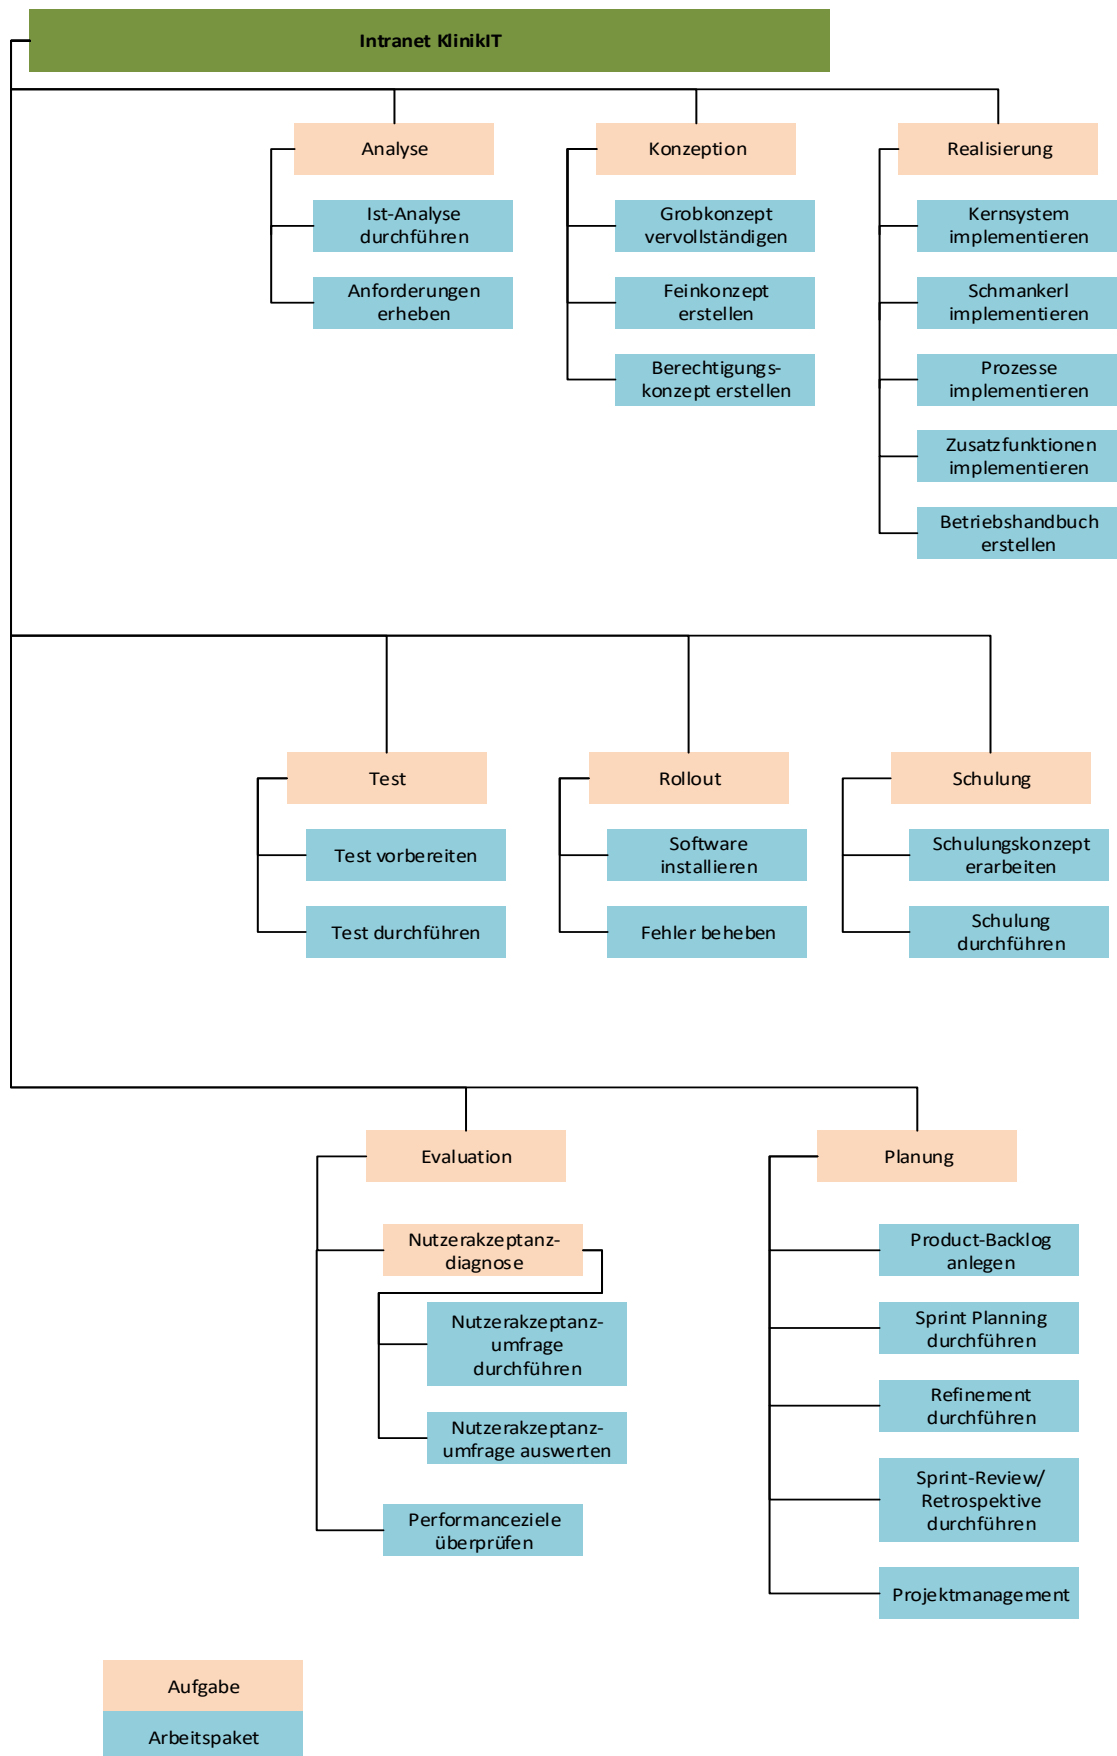 Intranet KlinikIT
Analyse
Ist-Analyse
durchführen
Anforderungen
erheben
Konzeption
Grobkonzept
vervollständigen
Feinkonzept
erstellen
Berechtigungs-
konzept erstellen
Realisierung
Kernsystem
implementieren
Schmankerl
implementieren
Prozesse
implementieren
Zusatzfunktionen
implementieren
Betriebshandbuch
erstellen
Test
Test vorbereiten
Test durchführen
Rollout
Software
installieren
Fehler beheben
Schulung
Schulungskonzept
erarbeiten
Schulung
durchführen
Evaluation
Nutzerakzeptanz-
diagnose
Nutzerakzeptanz-
umfrage
durchführen
Nutzerakzeptanz-
umfrage auswerten
Performanceziele
überprüfen
Planung
Product-Backlog
anlegen
Sprint Planning
durchführen
Refinement
durchführen
Sprint-Review/
Retrospektive
durchführen
Projektmanagement
Aufgabe
Arbeitspaket